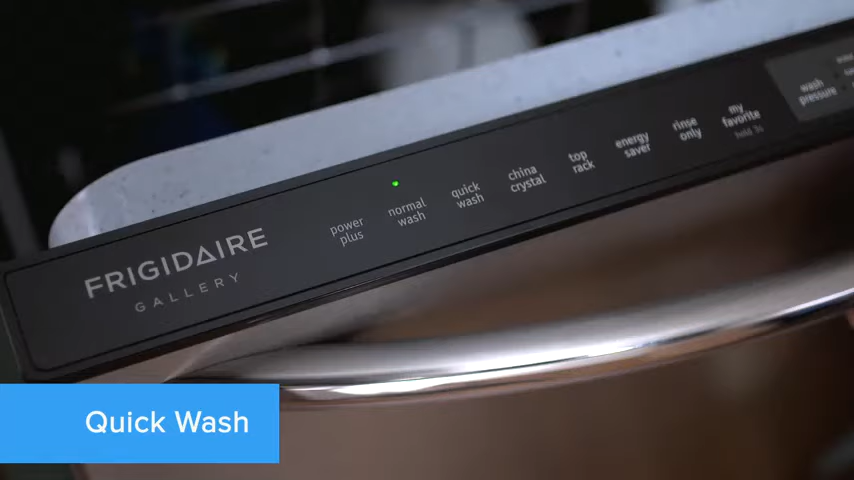 FRIGIDAIRE
GALLERY
power
plus
normal
wash
quick
wash
china
crystal
top
rack
energy
saver
rinse
only
my
favorite
hold 3s
wash
pressure
Quick Wash